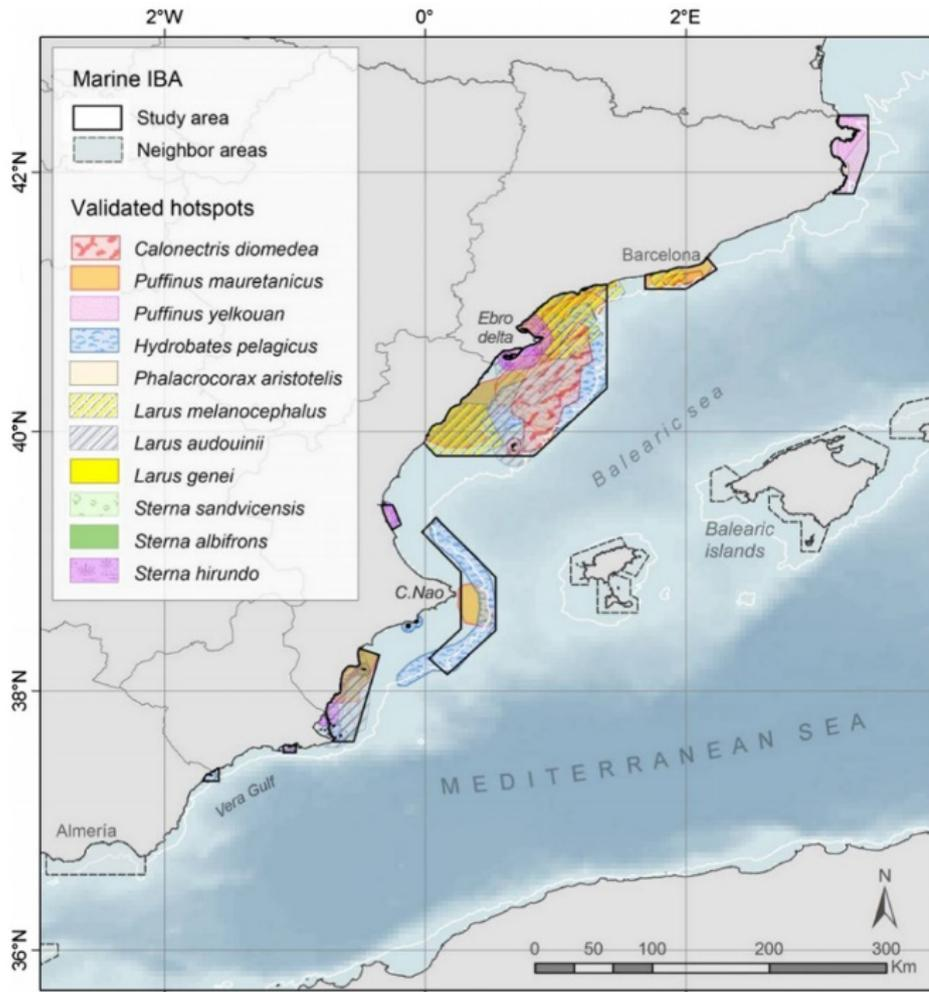 2°W 0° 2°E
Marine IBA
Study area
Neighbor areas
42°N
Validated hotspots
Calonectris diomedea
Puffinus mauretanicus
Puffinus yelkouan
Hydrobates pelagicus
Phalacrocorax aristotelis
Larus melanocephalus
Larus audouinii
Larus genei
Sterna sandvicensis
Sterna albifrons
Sterna hirundo
Barcelona
Ebro
delta
40°N
Balearic sea
Balearic
islands
C.Nao
38°N
MEDITERRANEAN SEA
Vera Gulf
Almería
36°N
N
0 50 100 200 300
Km